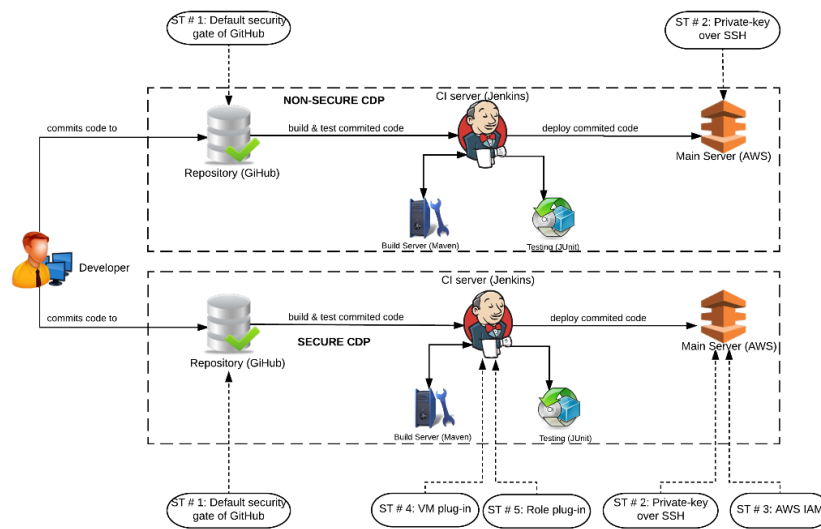 ST # 1: Default security
gate of GitHub
ST # 2: Private-key
over SSH
NON-SECURE CDP
CI server (Jenkins)
commits code to
build & test commited code
deploy commited code
Repository (GiHub)
Main Server (AWS)
Build Server (Maven)
Testing (JUnit)
Developer
CI server (Jenkins)
commits code to
build & test commited code
deploy commited code
SECURE CDP
Repository (GiHub)
Main Server (AWS)
Build Server (Maven)
Testing (JUnit)
ST # 1: Default security
gate of GitHub
ST # 4: VM plug-in
ST # 5: Role plug-in
ST # 2: Private-key
over SSH
ST # 3: AWS IAM